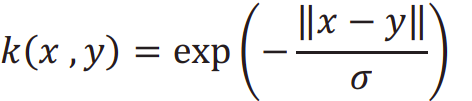 k(x ,y) = exp(−‖x − y‖/σ)